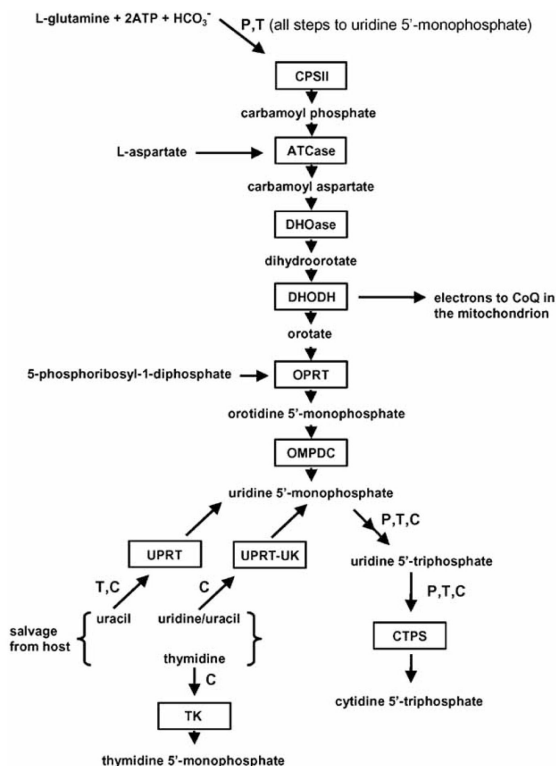 L-glutamine + 2ATP + HCO₃⁻
P,T (all steps to uridine 5'-monophosphate)
CPSII
carbamoyl phosphate
L-aspartate
ATCase
carbamoyl aspartate
DHOase
dihydroorotate
DHODH
electrons to CoQ in
the mitochondrion
orotate
5-phosphoribosyl-1-diphosphate
OPRT
orotidine 5'-monophosphate
OMPDC
uridine 5'-monophosphate
P,T,C
UPRT
UPRT-UK
uridine 5'-triphosphate
T,C
C
P,T,C
salvage
from host
uracil
uridine/uracil
CTPS
thymidine
C
cytidine 5'-triphosphate
TK
thymidine 5'-monophosphate